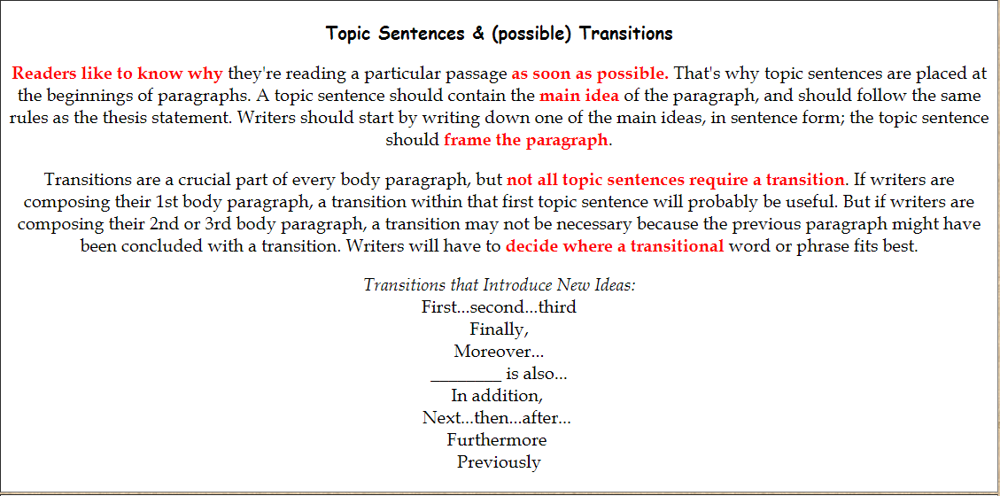 Topic Sentences & (possible) Transitions
Readers like to know why they're reading a particular passage as soon as possible. That's why topic sentences are placed at
the beginnings of paragraphs. A topic sentence should contain the main idea of the paragraph, and should follow the same
rules as the thesis statement. Writers should start by writing down one of the main ideas, in sentence form; the topic sentence
should frame the paragraph.
Transitions are a crucial part of every body paragraph, but not all topic sentences require a transition. If writers are
composing their 1st body paragraph, a transition within that first topic sentence will probably be useful. But if writers are
composing their 2nd or 3rd body paragraph, a transition may not be necessary because the previous paragraph might have
been concluded with a transition. Writers will have to decide where a transitional word or phrase fits best.
Transitions that Introduce New Ideas:
First...second...third
Finally,
Moreover...
________ is also...
In addition,
Next...then...after...
Furthermore
Previously